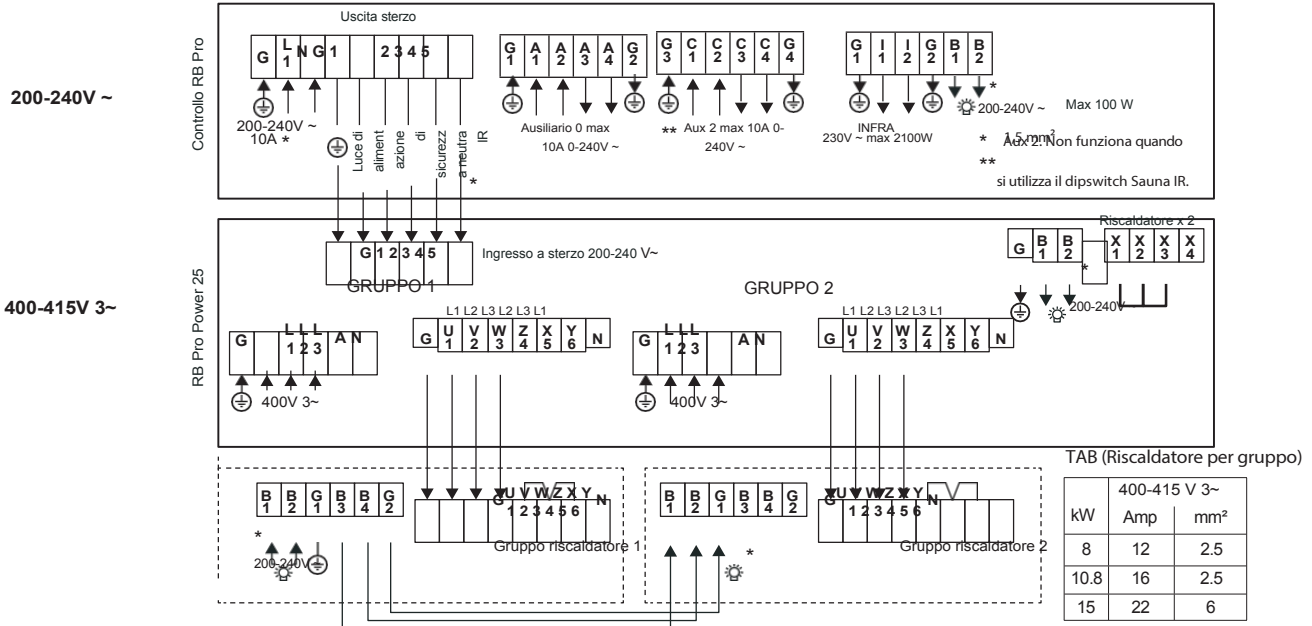 Uscita sterzo
Controllo RB Pro
200-240V ~
G L1 N G 1 2 3 4 5
G1 A1 A2 A3 A4 G2
G3 C1 C2 C3 C4 G4
G1 I1 I2 G2 B1 B2
200-240V ~
10A *
Luce di
aliment
azione
di
sicurezz
a neutra
IR
*
Ausiliario 0 max
10A 0-240V ~
** Aux 2 max 10A 0-
240V ~
INFRA
230V ~ max 2100W
*
200-240V ~ Max 100 W
* 1,5 mm²
Aux 2. Non funziona quando
**
si utilizza il dipswitch Sauna IR.
400-415V 3~
RB Pro Power 25
G 1 2 3 4 5
Ingresso a sterzo 200-240 V~
Riscaldatore x 2
G B1 B2 X1 X2 X3 X4
*
200-240V ~
GRUPPO 1
GRUPPO 2
L1 L2 L3 L2 L3 L1
L1 L2 L3 L2 L3 L1
G L1 L2 L3 A N
G U1 V2 W3 Z4 X5 Y6 N
G L1 L2 L3 A N
G U1 V2 W3 Z4 X5 Y6 N
400V 3~
400V 3~
B1 B2 G1 B3 B4 G2
G U1 V2 W3 Z4 X5 Y6 N
B1 B2 G1 B3 B4 G2
G U1 V2 W3 Z4 X5 Y6 N
*
200-240V
Gruppo riscaldatore 1
*
Gruppo riscaldatore 2
TAB (Riscaldatore per gruppo)
400-415 V 3~
kW Amp mm²
8 12 2.5
10.8 16 2.5
15 22 6